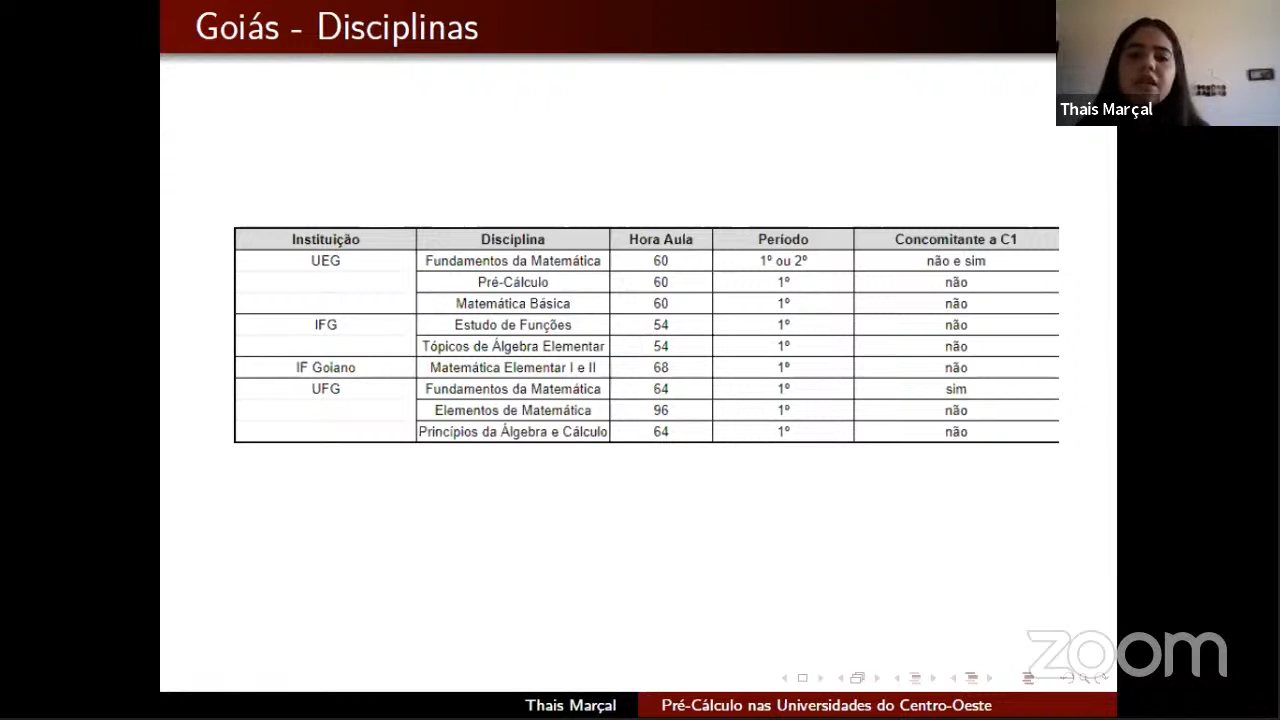 Goiás - Disciplinas
Thais Marçal
Instituição Disciplina Hora Aula Período Concomitante a C1
UEG Fundamentos da Matemática 60 1º ou 2º não e sim
Pré-Cálculo 60 1º não
Matemática Básica 60 1º não
IFG Estudo de Funções 54 1º não
Tópicos de Álgebra Elementar 54 1º não
IF Goiano Matemática Elementar I e II 68 1º não
UFG Fundamentos da Matemática 64 1º sim
Elementos de Matemática 96 1º não
Princípios da Álgebra e Cálculo 64 1º não
zoom
Thais Marçal Pré-Cálculo nas Universidades do Centro-Oeste